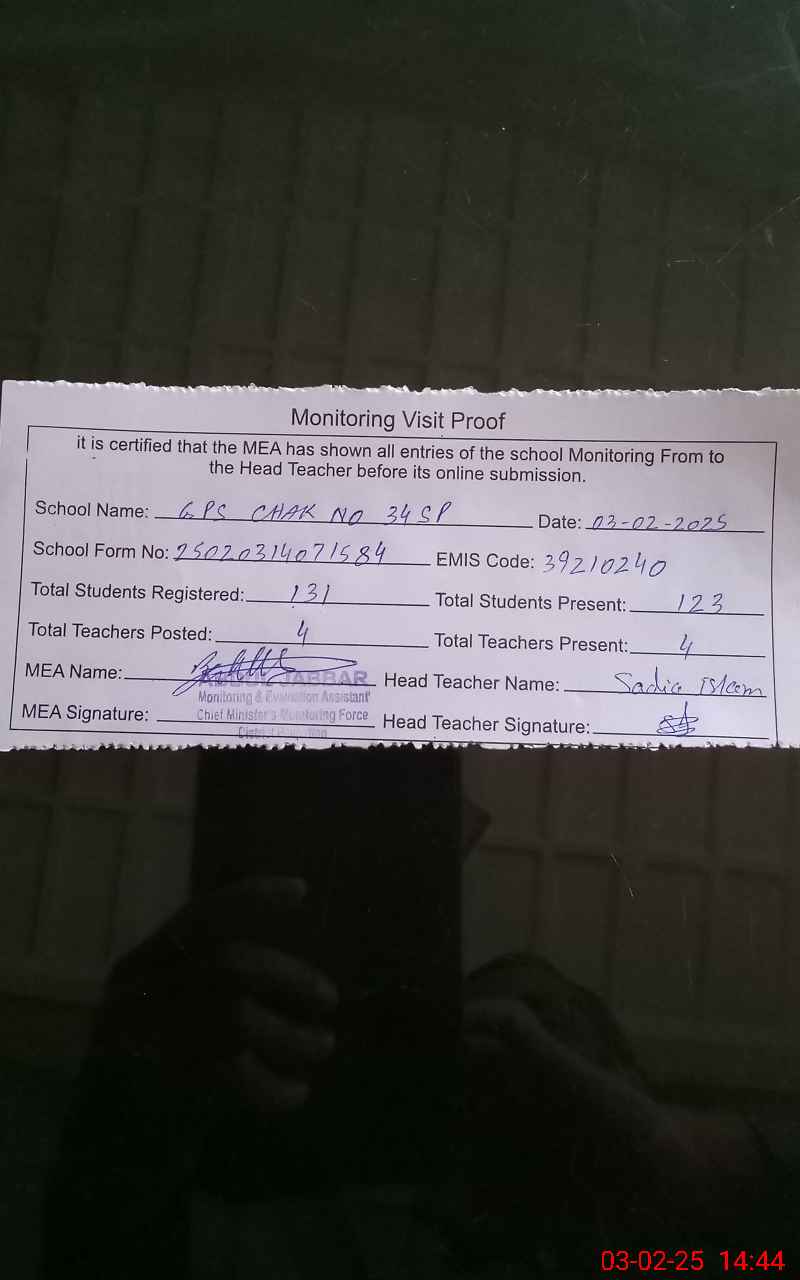 Monitoring Visit Proof
it is certified that the MEA has shown all entries of the school Monitoring From to
the Head Teacher before its online submission.
School Name: GPS CHAK NO 34 SP Date: 03-02-2025
School Form No: 25020314071584 EMIS Code: 39210240
Total Students Registered: 131 Total Students Present: 123
Total Teachers Posted: 4 Total Teachers Present: 4
MEA Name: JABBAR Head Teacher Name: Sadia Islam
Monitoring & Evaluation Assistant
MEA Signature: Chief Minister's Monitoring Force Head Teacher Signature:
District
03-02-25 14:44